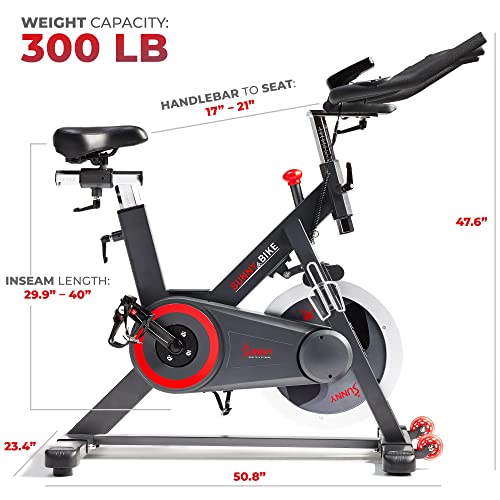 WEIGHT CAPACITY:
300 LB
HANDLEBAR TO SEAT:
17" – 21"
47.6"
INSEAM LENGTH:
29.9" – 40"
SUNNY BIKE
SUNNY
SUNNY
23.4"
50.8"